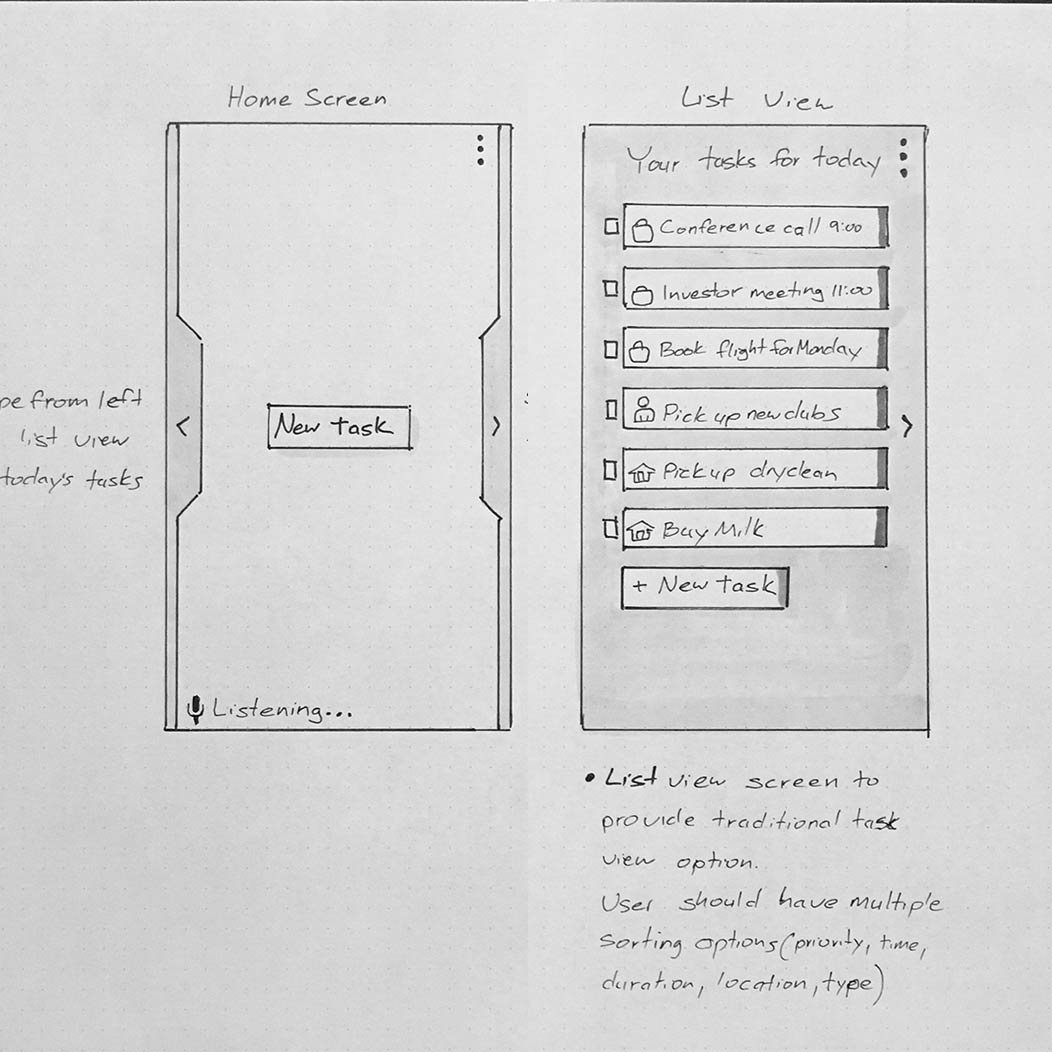 Home Screen
New task
Listening...
from left
list view
today's tasks
List View
Your tasks for today
Conference call 9:00
Investor meeting 11:00
Book flight for Monday
Pick up new clubs
Pick up dryclean
Buy Milk
+ New task
• List view screen to
provide traditional task
view option.
User should have multiple
sorting options (priority, time,
duration, location, type)